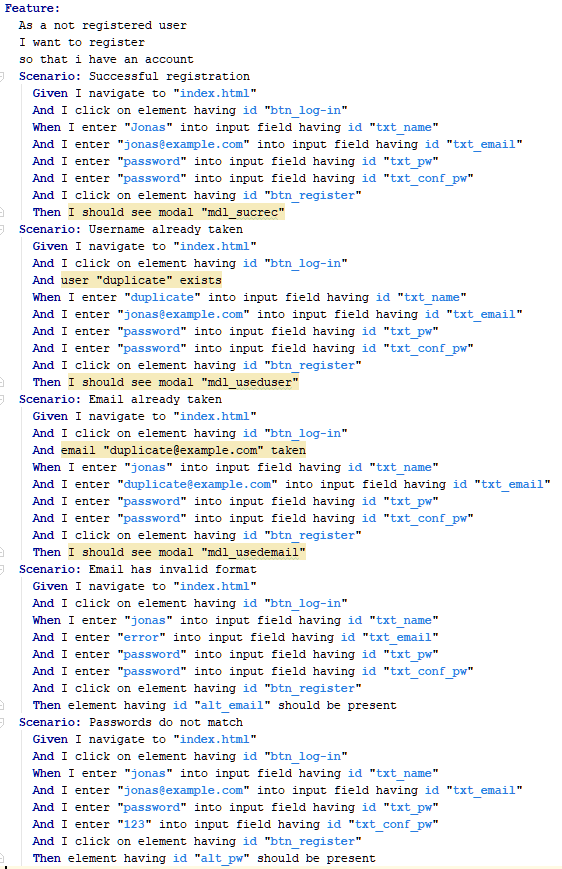 Feature:
As a not registered user
I want to register
so that i have an account
Scenario: Successful registration
Given I navigate to "index.html"
And I click on element having id "btn_log-in"
When I enter "Jonas" into input field having id "txt_name"
And I enter "jonas@example.com" into input field having id "txt_email"
And I enter "password" into input field having id "txt_pw"
And I enter "password" into input field having id "txt_conf_pw"
And I click on element having id "btn_register"
Then I should see modal "mdl_sucrec"
Scenario: Username already taken
Given I navigate to "index.html"
And I click on element having id "btn_log-in"
And user "duplicate" exists
When I enter "duplicate" into input field having id "txt_name"
And I enter "jonas@example.com" into input field having id "txt_email"
And I enter "password" into input field having id "txt_pw"
And I enter "password" into input field having id "txt_conf_pw"
And I click on element having id "btn_register"
Then I should see modal "mdl_useduser"
Scenario: Email already taken
Given I navigate to "index.html"
And I click on element having id "btn_log-in"
And email "duplicate@example.com" taken
When I enter "jonas" into input field having id "txt_name"
And I enter "duplicate@example.com" into input field having id "txt_email"
And I enter "password" into input field having id "txt_pw"
And I enter "password" into input field having id "txt_conf_pw"
And I click on element having id "btn_register"
Then I should see modal "mdl_usedemail"
Scenario: Email has invalid format
Given I navigate to "index.html"
And I click on element having id "btn_log-in"
When I enter "jonas" into input field having id "txt_name"
And I enter "error" into input field having id "txt_email"
And I enter "password" into input field having id "txt_pw"
And I enter "password" into input field having id "txt_conf_pw"
And I click on element having id "btn_register"
Then element having id "alt_email" should be present
Scenario: Passwords do not match
Given I navigate to "index.html"
And I click on element having id "btn_log-in"
When I enter "jonas" into input field having id "txt_name"
And I enter "jonas@example.com" into input field having id "txt_email"
And I enter "password" into input field having id "txt_pw"
And I enter "123" into input field having id "txt_conf_pw"
And I click on element having id "btn_register"
Then element having id "alt_pw" should be present